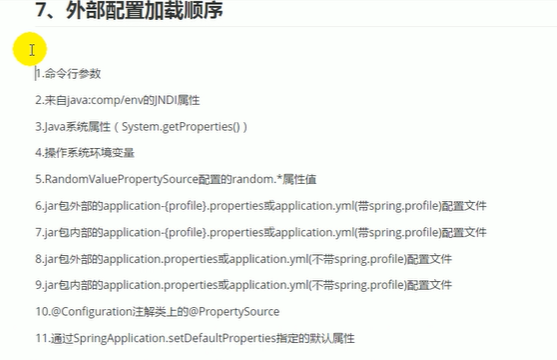 7、外部配置加载顺序
1.命令行参数
2.来自java:comp/env的JNDI属性
3.Java系统属性（System.getProperties()）
4.操作系统环境变量
5.RandomValuePropertySource配置的random.*属性值
6.jar包外部的application-{profile}.properties或application.yml(带spring.profile)配置文件
7.jar包内部的application-{profile}.properties或application.yml(带spring.profile)配置文件
8.jar包外部的application.properties或application.yml(不带spring.profile)配置文件
9.jar包内部的application.properties或application.yml(不带spring.profile)配置文件
10.@Configuration注解类上的@PropertySource
11.通过SpringApplication.setDefaultProperties指定的默认属性